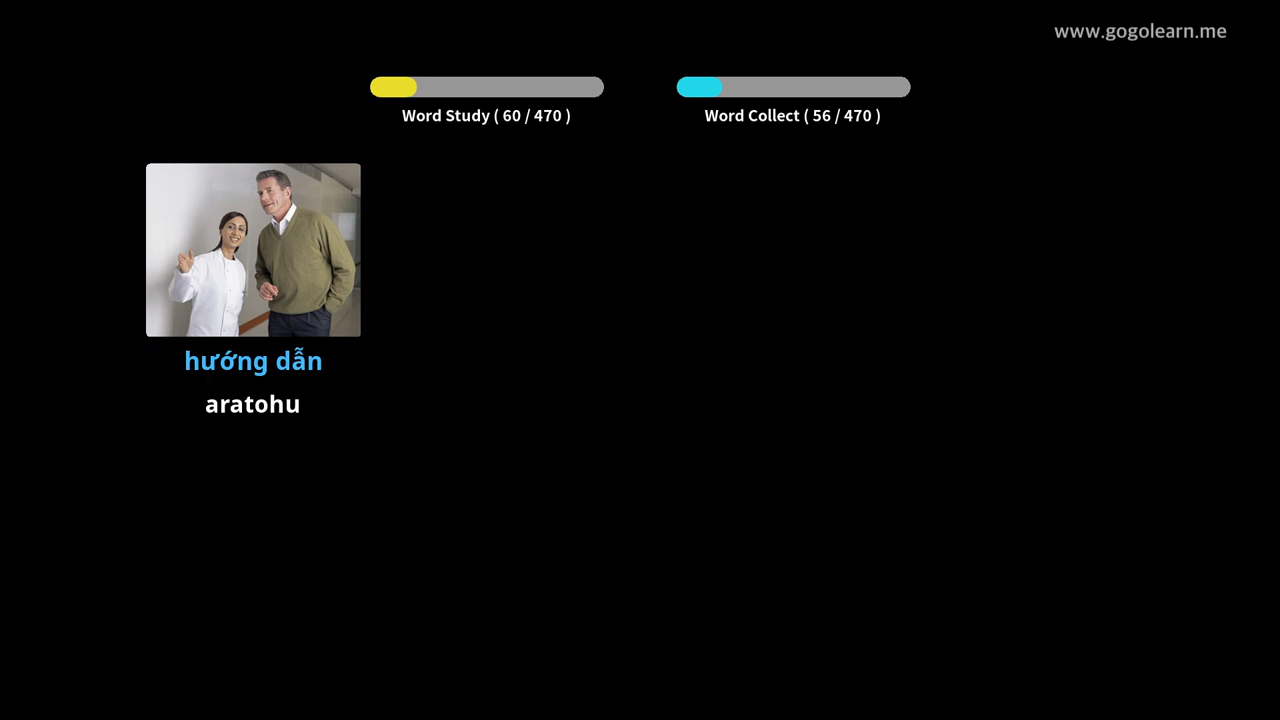 www.gogolearn.me
Word Study ( 60 / 470 )
Word Collect ( 56 / 470 )
hướng dẫn
aratohu